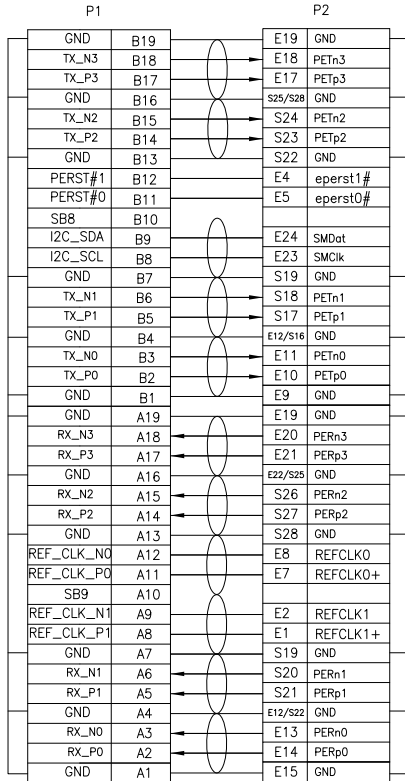 P1 P2
GND B19 E19 GND
TX_N3 B18 E18 PETn3
TX_P3 B17 E17 PETp3
GND B16 S25/S28 GND
TX_N2 B15 S24 PETn2
TX_P2 B14 S23 PETp2
GND B13 S22 GND
PERST#1 B12 E4 eperst1#
PERST#0 B11 E5 eperst0#
SB8 B10
I2C_SDA B9 E24 SMDat
I2C_SCL B8 E23 SMClk
GND B7 S19 GND
TX_N1 B6 S18 PETn1
TX_P1 B5 S17 PETp1
GND B4 E12/S16 GND
TX_N0 B3 E11 PETn0
TX_P0 B2 E10 PETp0
GND B1 E9 GND
GND A19 E19 GND
RX_N3 A18 E20 PERn3
RX_P3 A17 E21 PERp3
GND A16 E22/S25 GND
RX_N2 A15 S26 PERn2
RX_P2 A14 S27 PERp2
GND A13 S28 GND
REF_CLK_N0 A12 E8 REFCLK0
REF_CLK_P0 A11 E7 REFCLK0+
SB9 A10
REF_CLK_N1 A9 E2 REFCLK1
REF_CLK_P1 A8 E1 REFCLK1+
GND A7 S19 GND
RX_N1 A6 S20 PERn1
RX_P1 A5 S21 PERp1
GND A4 E12/S22 GND
RX_N0 A3 E13 PERn0
RX_P0 A2 E14 PERp0
GND A1 E15 GND